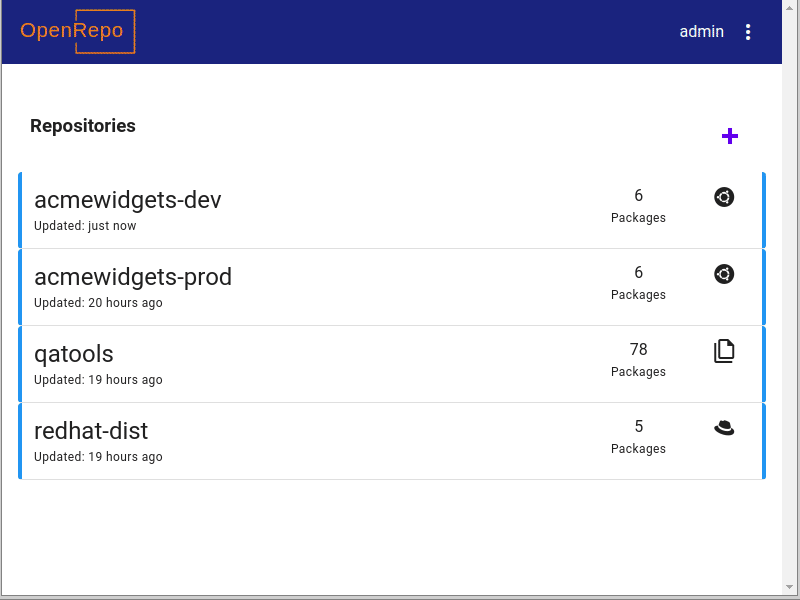 OpenRepo
admin
Repositories
acmewidgets-dev
Updated: just now
6
Packages
acmewidgets-prod
Updated: 20 hours ago
6
Packages
qatools
Updated: 19 hours ago
78
Packages
redhat-dist
Updated: 19 hours ago
5
Packages